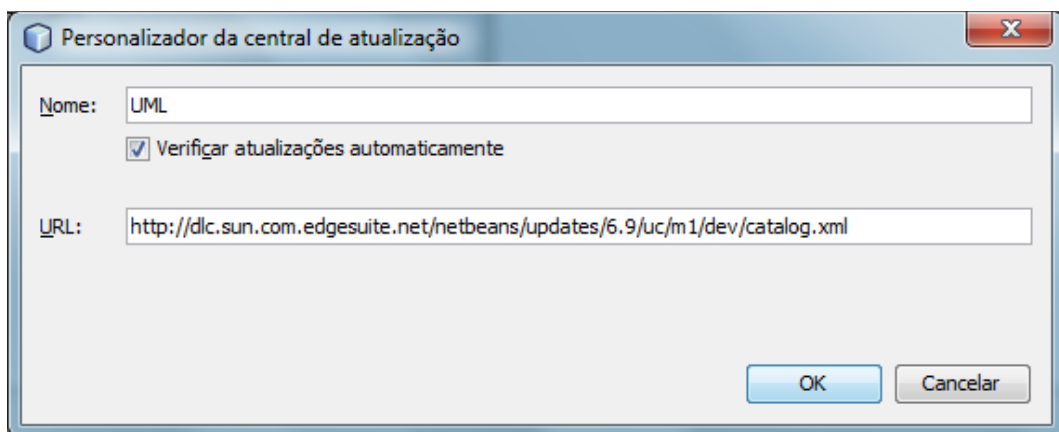 Personalizador da central de atualização
Nome: UML
Verificar atualizações automaticamente
URL: http://dlc.sun.com.edgesuite.net/netbeans/updates/6.9/uc/m1/dev/catalog.xml
OK Cancelar